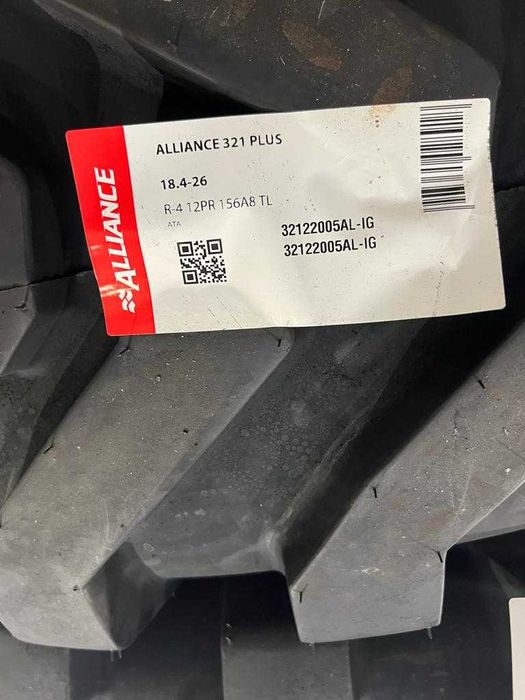 ALLIANCE
ALLIANCE 321 PLUS
18.4-26
R-4 12PR 156A8 TL
ATA
32122005AL-IG
32122005AL-IG